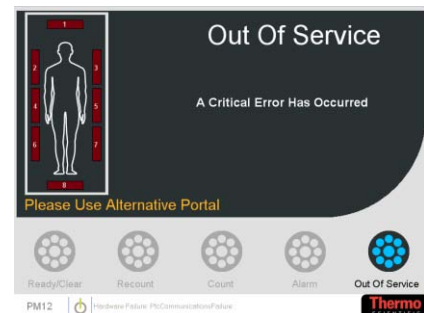 Out Of Service
A Critical Error Has Occurred
1
2
3
4
5
6
7
8
Please Use Alternative Portal
Ready/Clear
Recount
Count
Alarm
Out Of Service
PM12
Hardware Failure: PlcCommunicationsFailure
Thermo
SCIENTIFIC